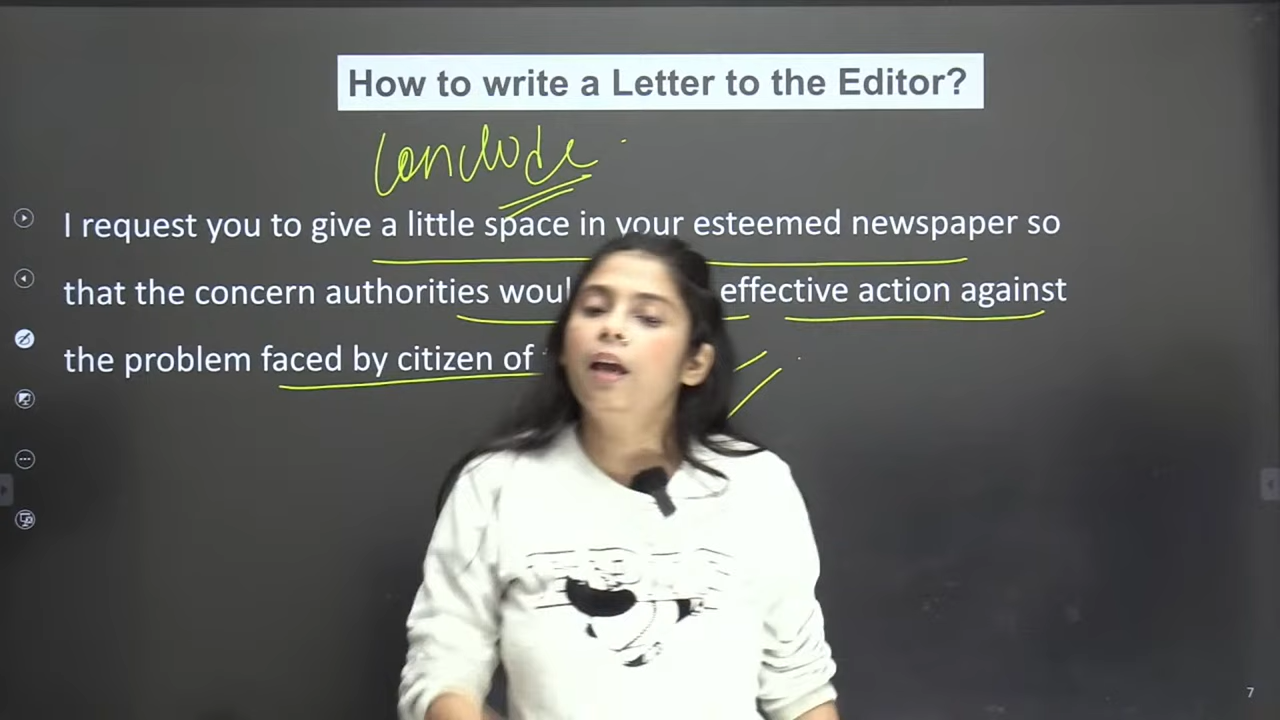 How to write a Letter to the Editor?
Conclude
I request you to give a little space in your esteemed newspaper so
that the concern authorities effective action against
the problem faced by citizen of
7